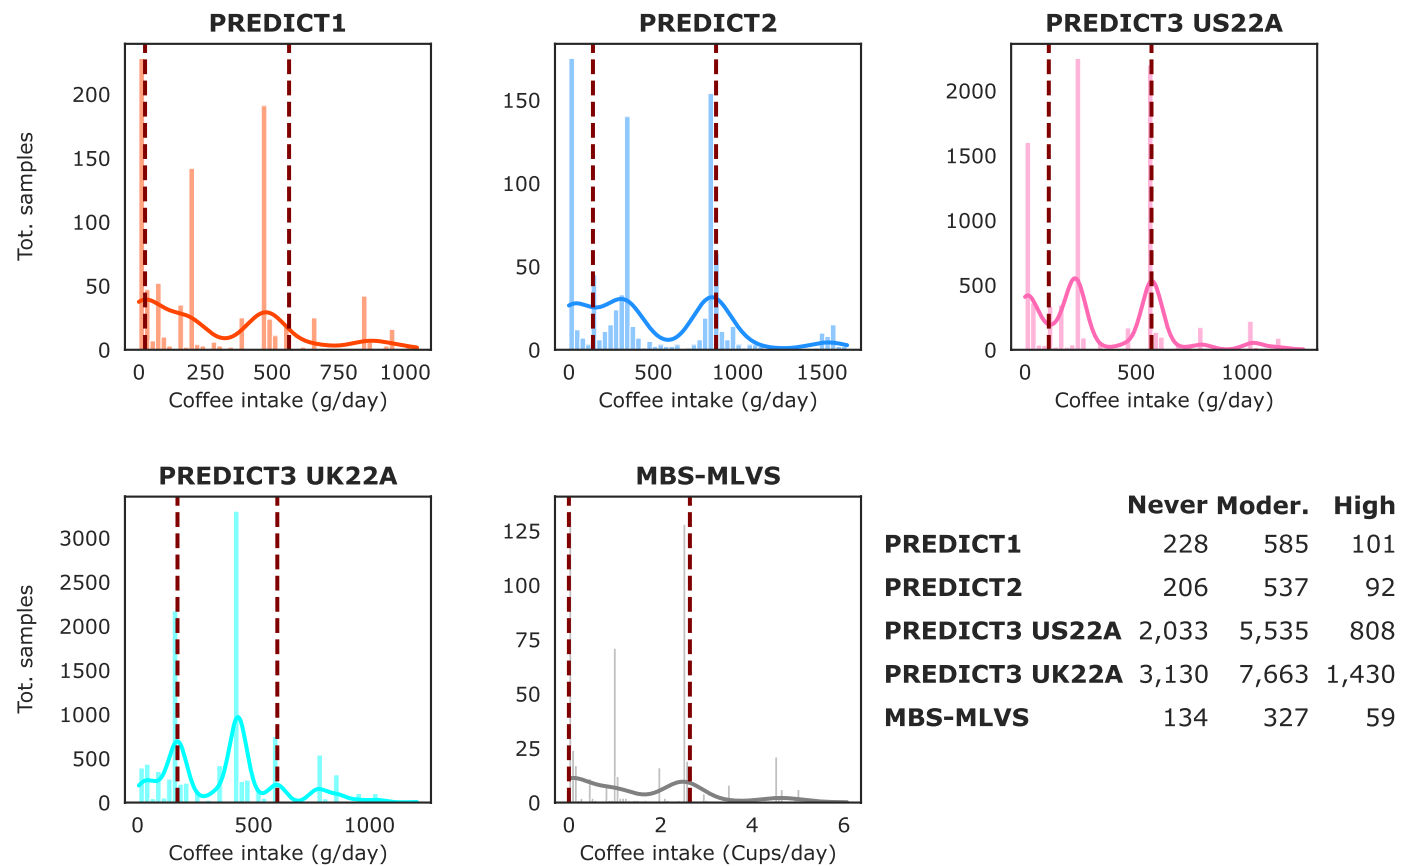 PREDICT1
PREDICT2
PREDICT3 US22A
Tot. samples
200
150
100
50
0
0 250 500 750 1000
Coffee intake (g/day)
150
100
50
0
0 500 1000 1500
Coffee intake (g/day)
2000
1500
1000
500
0
0 500 1000
Coffee intake (g/day)
PREDICT3 UK22A
MBS-MLVS
Tot. samples
3000
2500
2000
1500
1000
500
0
0 500 1000
Coffee intake (g/day)
125
100
75
50
25
0
0 2 4 6
Coffee intake (Cups/day)
Never Moder. High
PREDICT1 228 585 101
PREDICT2 206 537 92
PREDICT3 US22A 2,033 5,535 808
PREDICT3 UK22A 3,130 7,663 1,430
MBS-MLVS 134 327 59